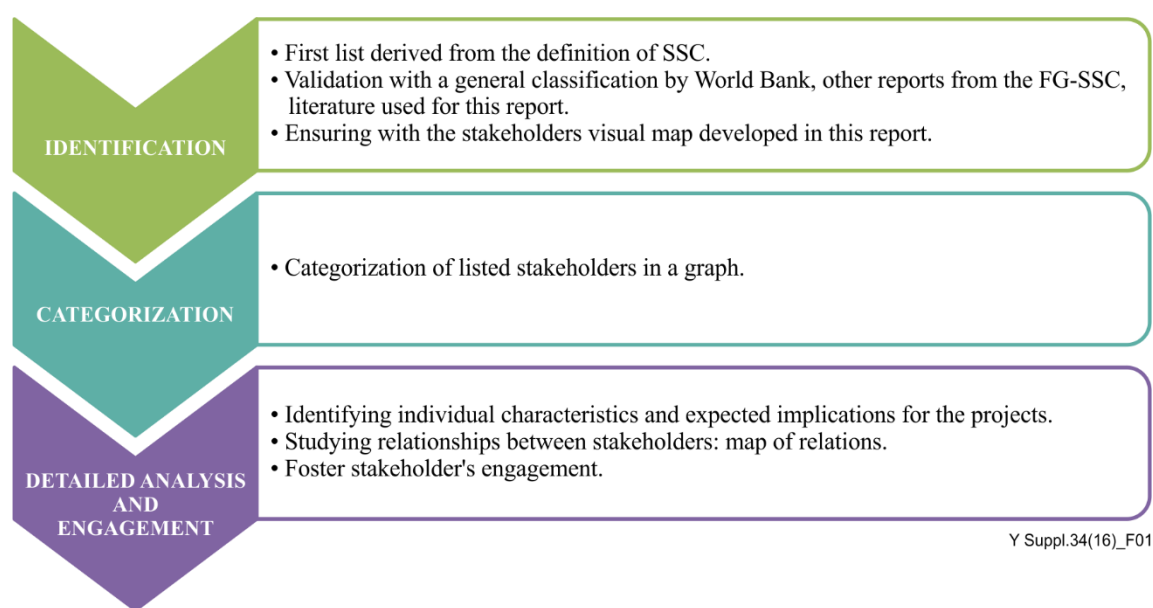 IDENTIFICATION
• First list derived from the definition of SSC.
• Validation with a general classification by World Bank, other reports from the FG-SSC,
literature used for this report.
• Ensuring with the stakeholders visual map developed in this report.
CATEGORIZATION
• Categorization of listed stakeholders in a graph.
DETAILED ANALYSIS
AND
ENGAGEMENT
• Identifying individual characteristics and expected implications for the projects.
• Studying relationships between stakeholders: map of relations.
• Foster stakeholder's engagement.
Y Suppl.34(16)_F01